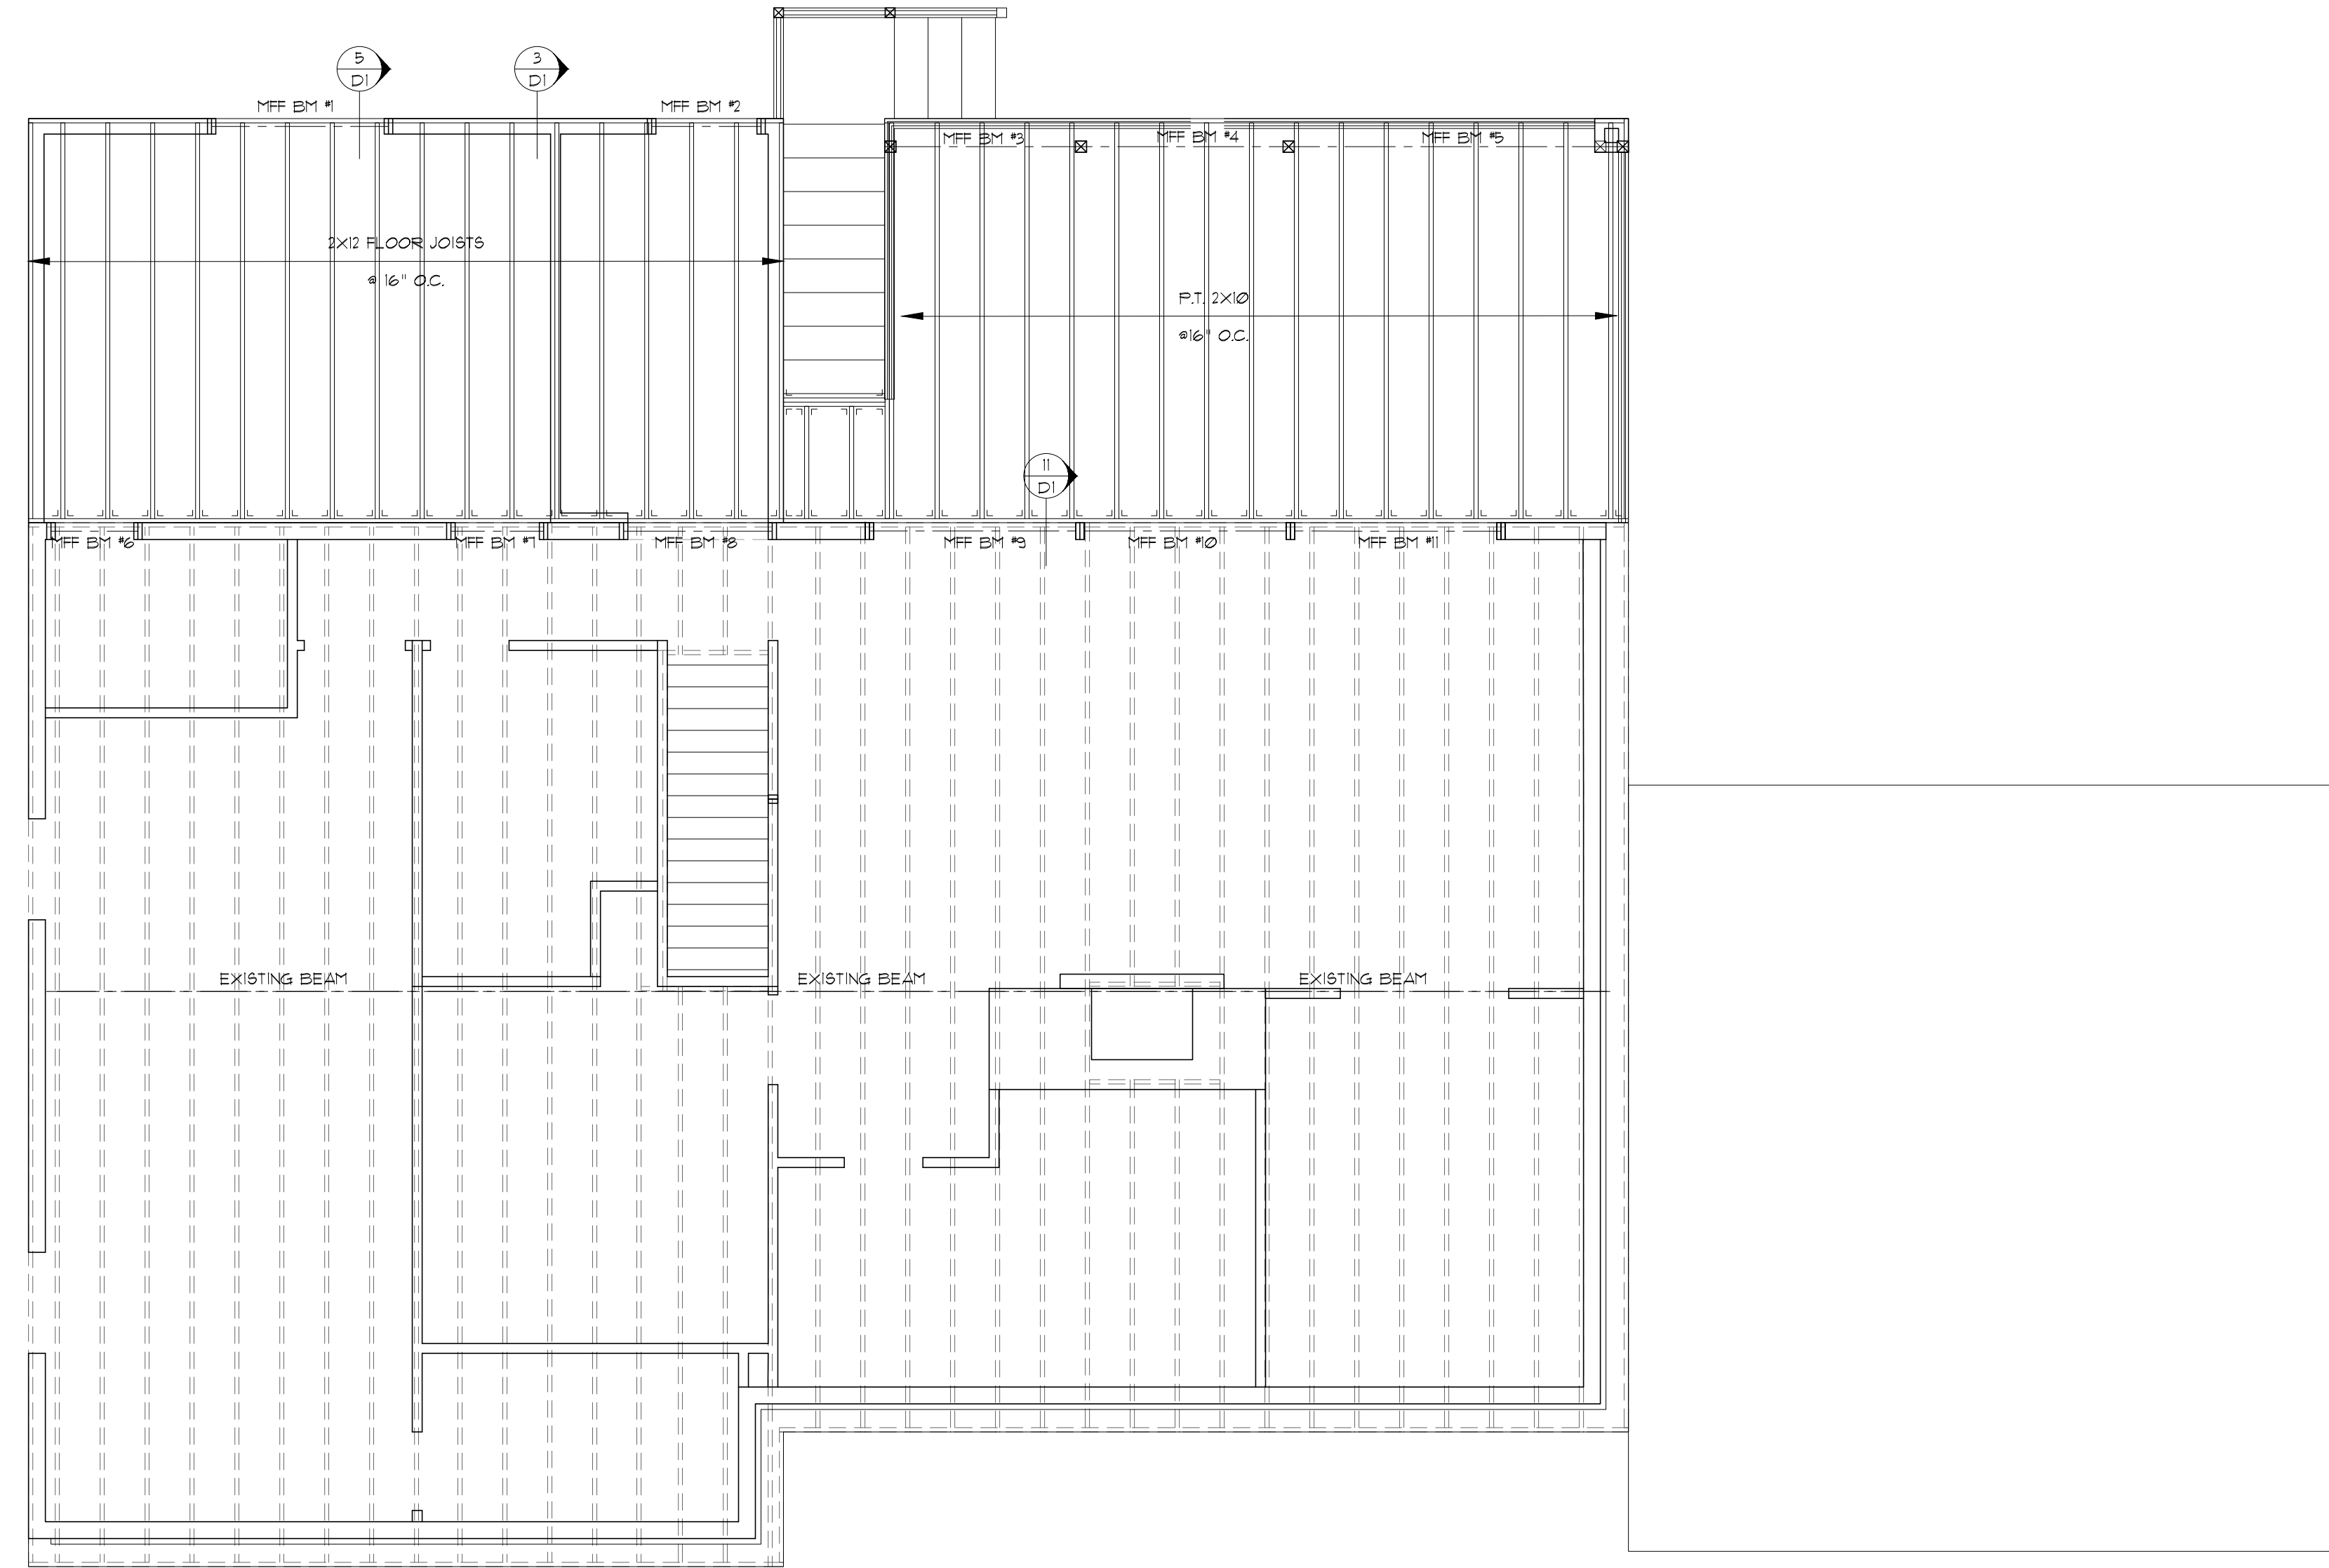 5
D1
3
D1
MFF BM #1
MFF BM #2
MFF BM #3
MFF BM #4
MFF BM #5
2X12 FLOOR JOISTS
@ 16" O.C.
P.T. 2X10
@16" O.C.
11
D1
MFF BM #6
MFF BM #7
MFF BM #8
MFF BM #9
MFF BM #10
MFF BM #11
EXISTING BEAM
EXISTING BEAM
EXISTING BEAM